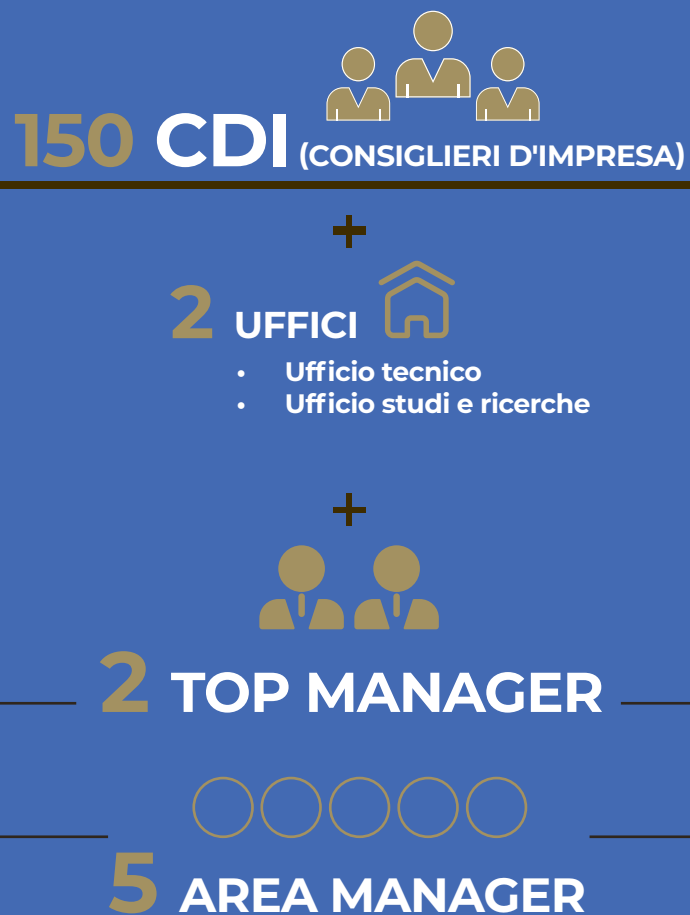 150 CDI (CONSIGLIERI D'IMPRESA)
+
2 UFFICI
• Ufficio tecnico
• Ufficio studi e ricerche
+
2 TOP MANAGER
5 AREA MANAGER